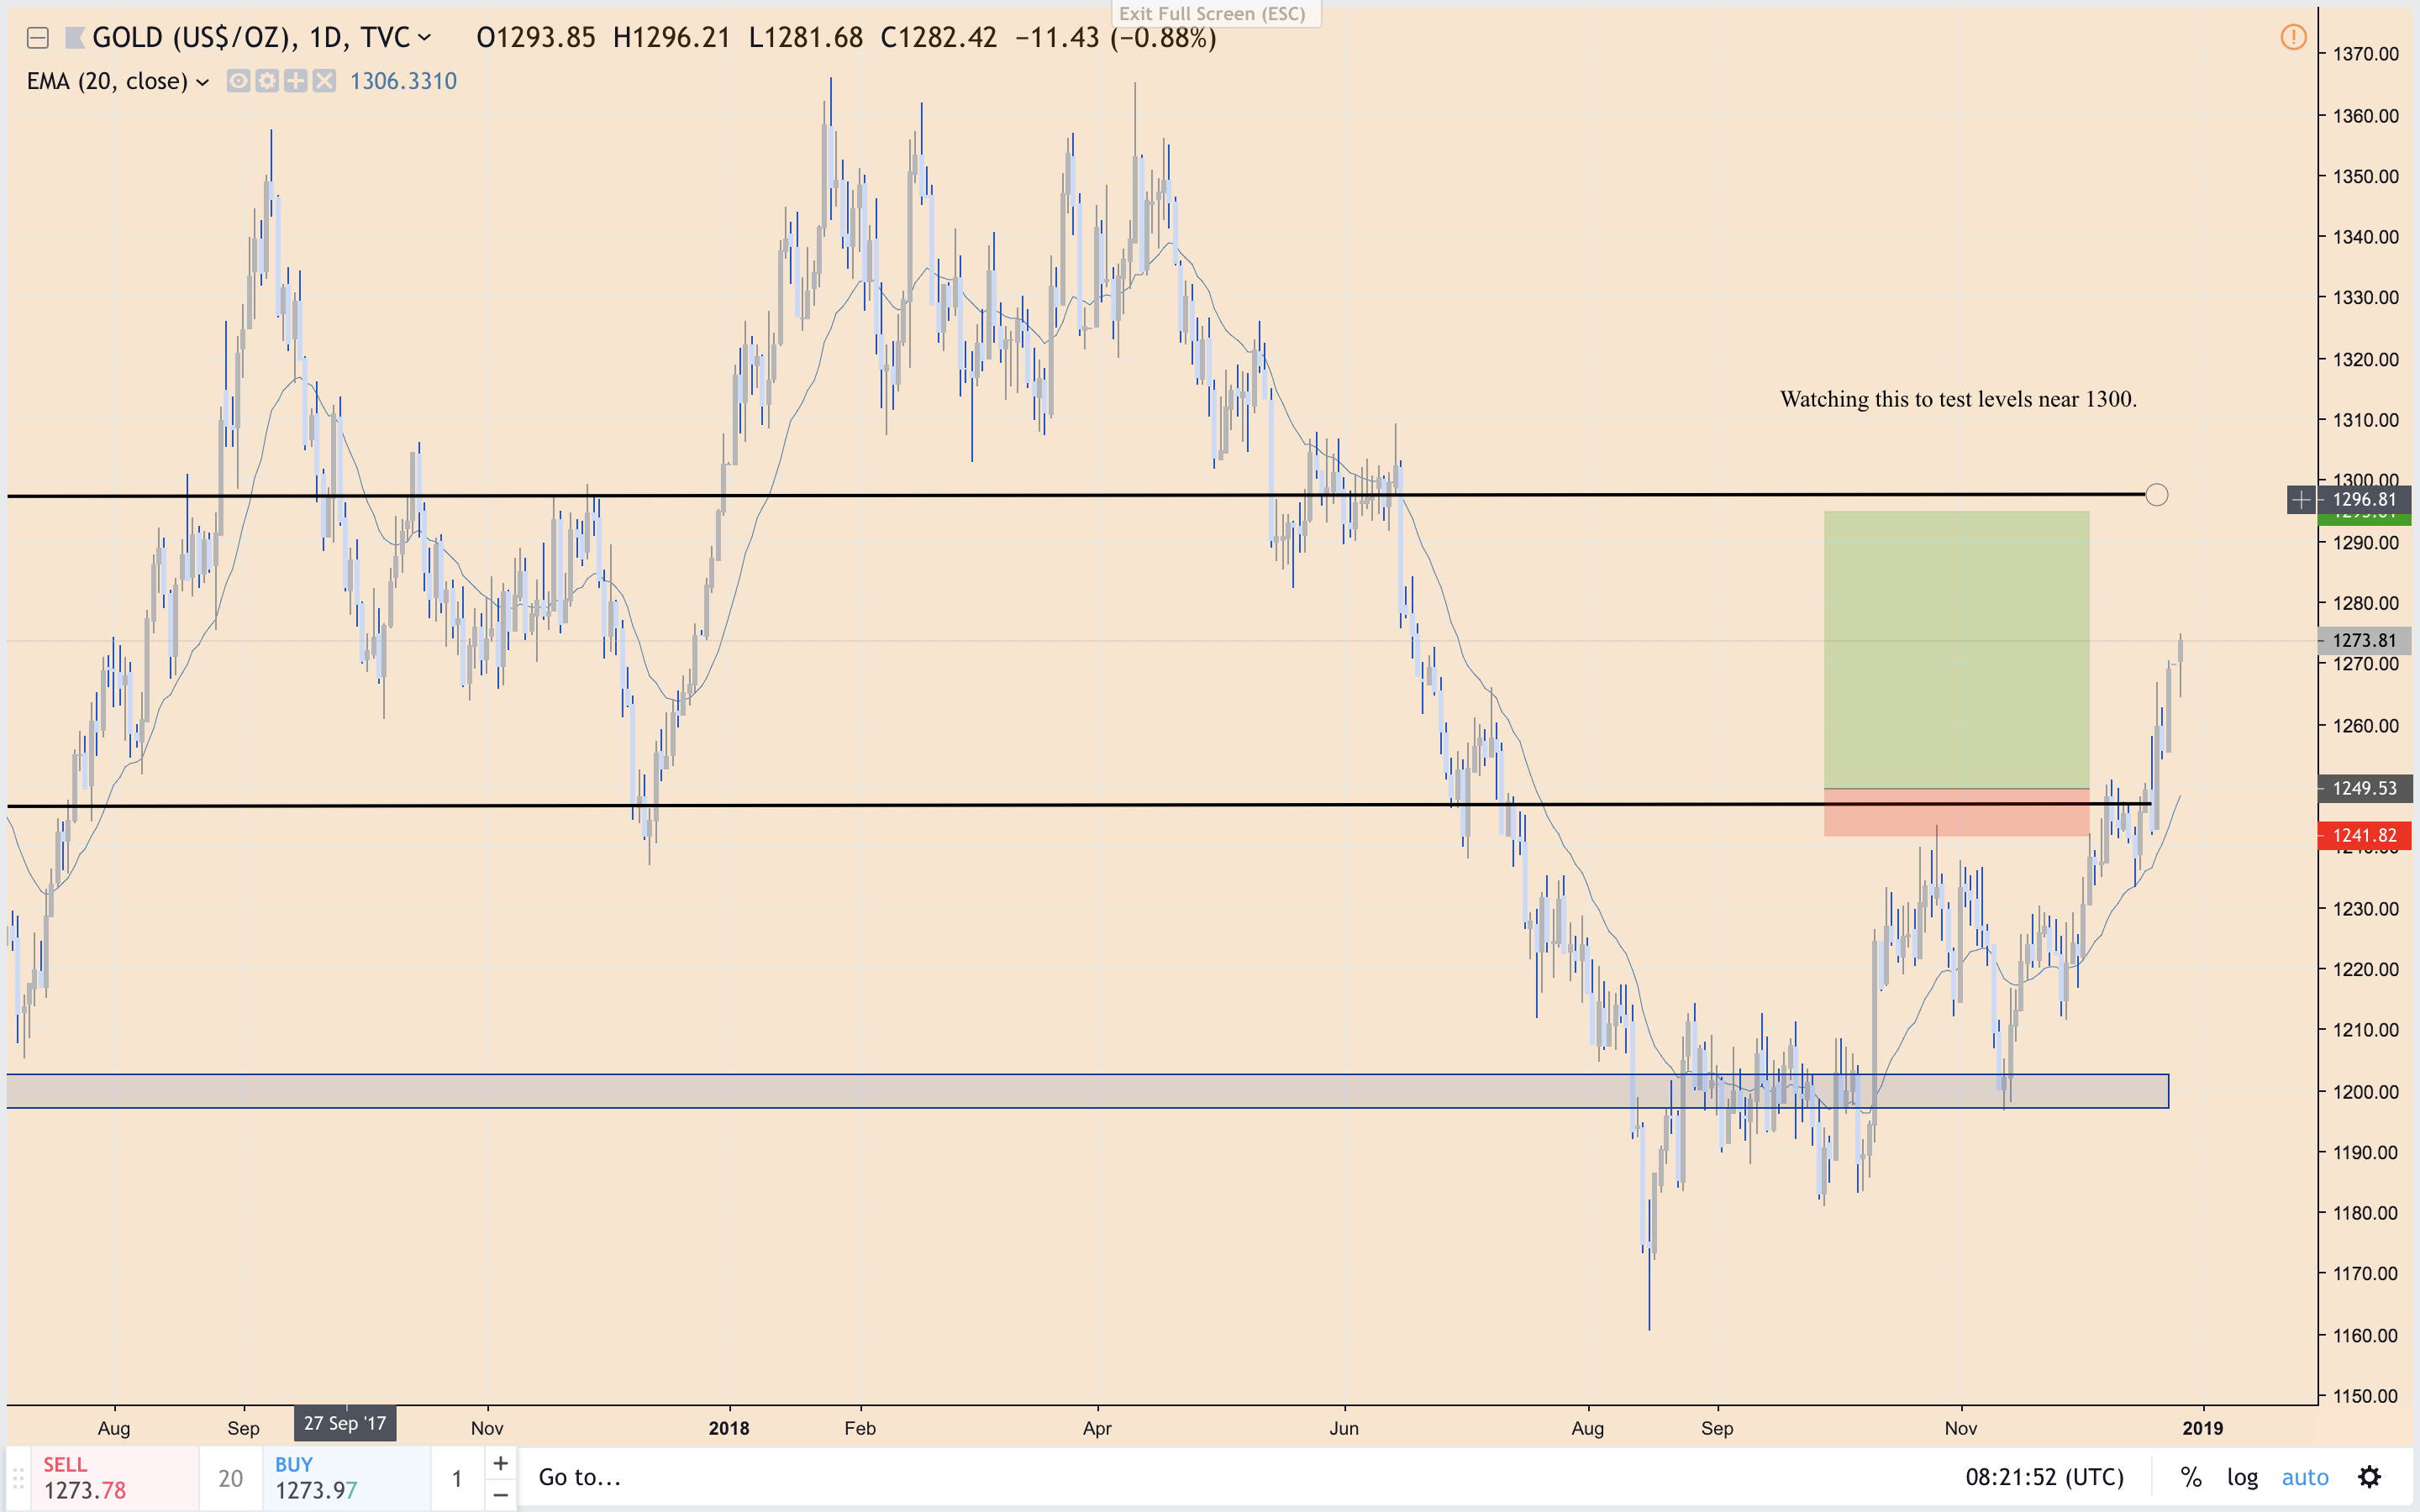 Exit Full Screen (ESC)
GOLD (US$/OZ), 1D, TVC O1293.85 H1296.21 L1281.68 C1282.42 −11.43 (−0.88%)
EMA (20, close) 1306.3310
1370.00
1360.00
1350.00
1340.00
1330.00
1320.00
Watching this to test levels near 1300.
1310.00
1300.00
1296.81
1290.00
1280.00
1273.81
1270.00
1260.00
1249.53
1241.82
1230.00
1220.00
1210.00
1200.00
1190.00
1180.00
1170.00
1160.00
1150.00
Aug Sep 27 Sep '17 Nov 2018 Feb Apr Jun Aug Sep Nov 2019
SELL
1273.78
20
BUY
1273.97
1
Go to...
08:21:52 (UTC)
% log auto